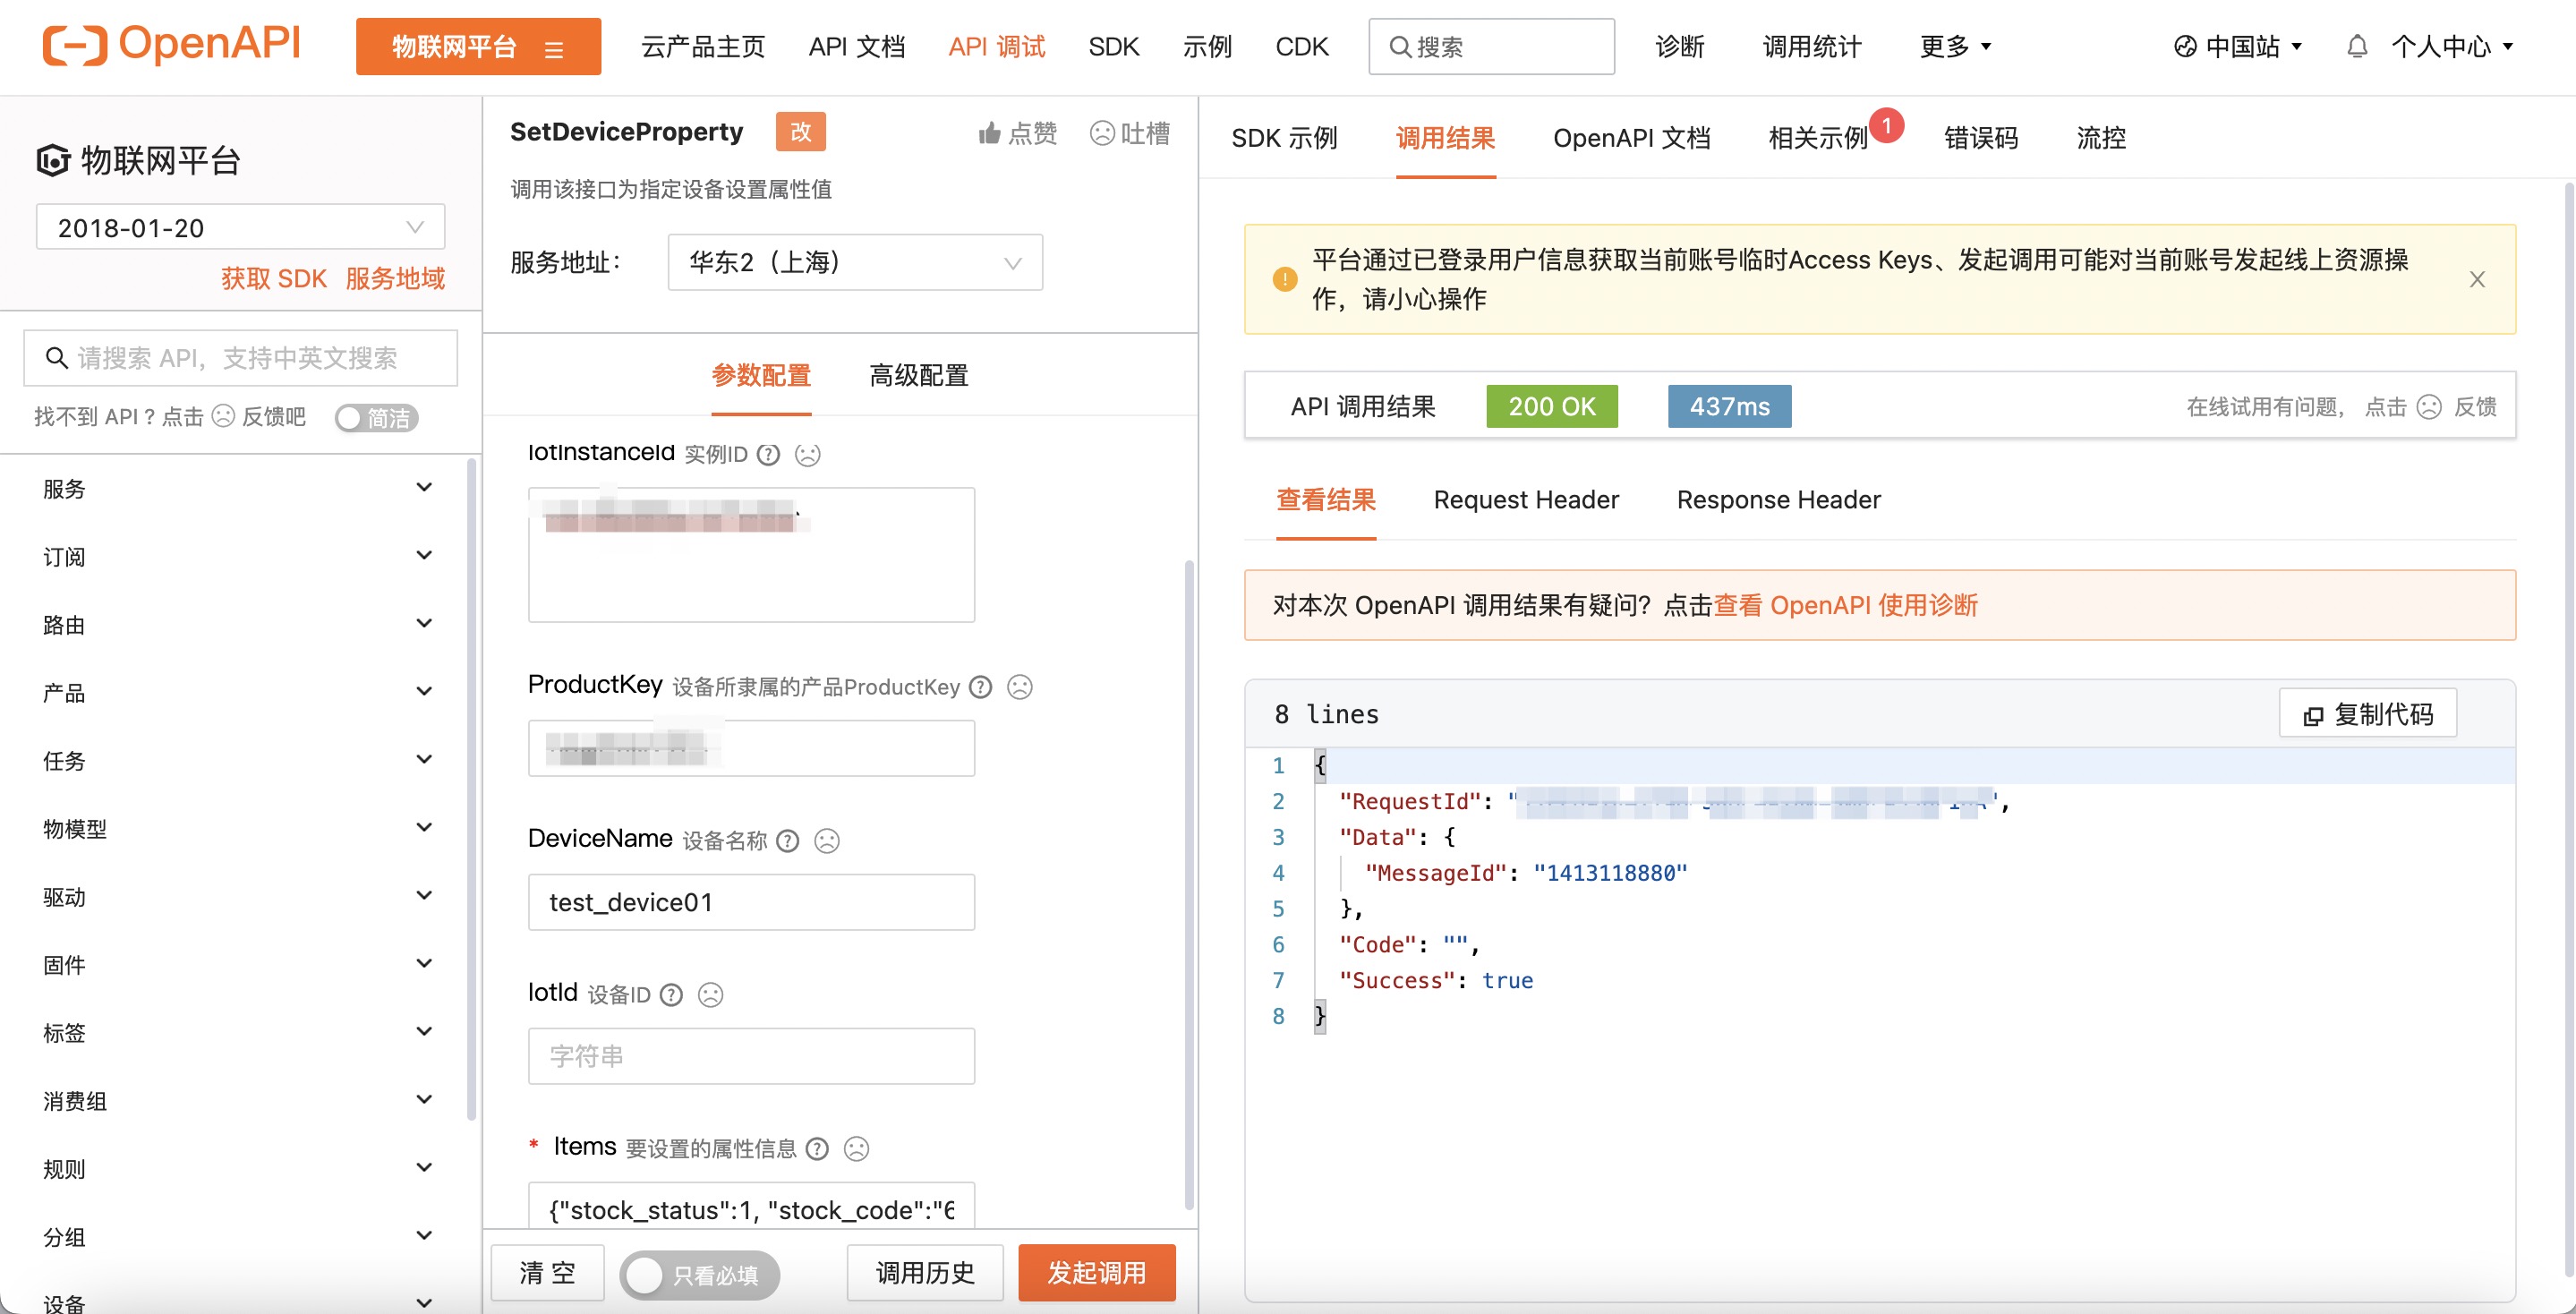 OpenAPI
物联网平台
云产品主页
API 文档
API 调试
SDK
示例
CDK
搜索
诊断
调用统计
更多
中国站
个人中心
物联网平台
2018-01-20
获取 SDK 服务地域
请搜索 API，支持中英文搜索
找不到 API？点击 反馈吧 简洁
服务
订阅
路由
产品
任务
物模型
驱动
固件
标签
消费组
规则
分组
设备
SetDeviceProperty 改 点赞 吐槽
调用该接口为指定设备设置属性值
服务地址： 华东2（上海）
参数配置 高级配置
IotInstanceId 实例ID
ProductKey 设备所隶属的产品ProductKey
DeviceName 设备名称
test_device01
IotId 设备ID
字符串
* Items 要设置的属性信息
{"stock_status":1, "stock_code":"6
清 空 只看必填 调用历史 发起调用
SDK 示例 调用结果 OpenAPI 文档 相关示例 1 错误码 流控
平台通过已登录用户信息获取当前账号临时Access Keys、发起调用可能对当前账号发起线上资源操
作，请小心操作
API 调用结果 200 OK 437ms 在线试用有问题， 点击 反馈
查看结果 Request Header Response Header
对本次 OpenAPI 调用结果有疑问？点击查看 OpenAPI 使用诊断
8 lines 复制代码
1 {
2 "RequestId": "",
3 "Data": {
4 "MessageId": "1413118880"
5 },
6 "Code": "",
7 "Success": true
8 }